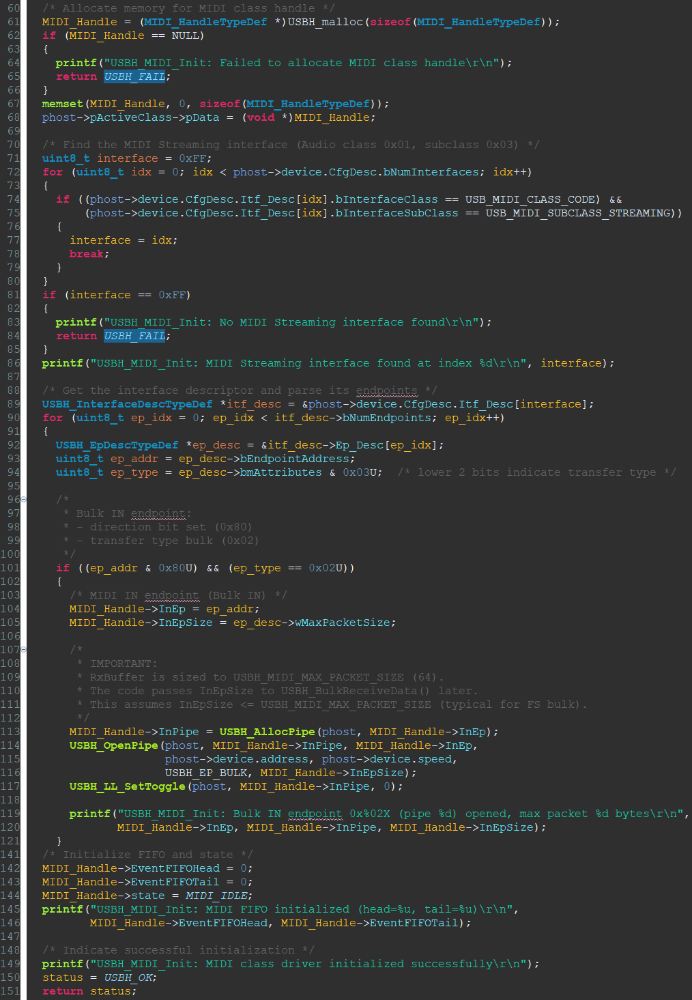 60   /* Allocate memory for MIDI class handle */
61   MIDI_Handle = (MIDI_HandleTypeDef *)USBH_malloc(sizeof(MIDI_HandleTypeDef));
62   if (MIDI_Handle == NULL)
63   {
64     printf("USBH_MIDI_Init: Failed to allocate MIDI class handle\r\n");
65     return USBH_FAIL;
66   }
67   memset(MIDI_Handle, 0, sizeof(MIDI_HandleTypeDef));
68   phost->pActiveClass->pData = (void *)MIDI_Handle;
69
70   /* Find the MIDI Streaming interface (Audio class 0x01, subclass 0x03) */
71   uint8_t interface = 0xFF;
72   for (uint8_t idx = 0; idx < phost->device.CfgDesc.bNumInterfaces; idx++)
73   {
74     if ((phost->device.CfgDesc.Itf_Desc[idx].bInterfaceClass == USB_MIDI_CLASS_CODE) &&
75         (phost->device.CfgDesc.Itf_Desc[idx].bInterfaceSubClass == USB_MIDI_SUBCLASS_STREAMING))
76     {
77       interface = idx;
78       break;
79     }
80   }
81   if (interface == 0xFF)
82   {
83     printf("USBH_MIDI_Init: No MIDI Streaming interface found\r\n");
84     return USBH_FAIL;
85   }
86   printf("USBH_MIDI_Init: MIDI Streaming interface found at index %d\r\n", interface);
87
88   /* Get the interface descriptor and parse its endpoints */
89   USBH_InterfaceDescTypeDef *itf_desc = &phost->device.CfgDesc.Itf_Desc[interface];
90   for (uint8_t ep_idx = 0; ep_idx < itf_desc->bNumEndpoints; ep_idx++)
91   {
92     USBH_EpDescTypeDef *ep_desc = &itf_desc->Ep_Desc[ep_idx];
93     uint8_t ep_addr = ep_desc->bEndpointAddress;
94     uint8_t ep_type = ep_desc->bmAttributes & 0x03U;  /* lower 2 bits indicate transfer type */
95
96     /*
97      * Bulk IN endpoint:
98      * - direction bit set (0x80)
99      * - transfer type bulk (0x02)
100      */
101     if ((ep_addr & 0x80U) && (ep_type == 0x02U))
102     {
103       /* MIDI IN endpoint (Bulk IN) */
104       MIDI_Handle->InEp = ep_addr;
105       MIDI_Handle->InEpSize = ep_desc->wMaxPacketSize;
106
107       /*
108        * IMPORTANT:
109        * RxBuffer is sized to USBH_MIDI_MAX_PACKET_SIZE (64).
110        * The code passes InEpSize to USBH_BulkReceiveData() later.
111        * This assumes InEpSize <= USBH_MIDI_MAX_PACKET_SIZE (typical for FS bulk).
112        */
113       MIDI_Handle->InPipe = USBH_AllocPipe(phost, MIDI_Handle->InEp);
114       USBH_OpenPipe(phost, MIDI_Handle->InPipe, MIDI_Handle->InEp,
115                     phost->device.address, phost->device.speed,
116                     USBH_EP_BULK, MIDI_Handle->InEpSize);
117       USBH_LL_SetToggle(phost, MIDI_Handle->InPipe, 0);
118
119       printf("USBH_MIDI_Init: Bulk IN endpoint 0x%02X (pipe %d) opened, max packet %d bytes\r\n",
120              MIDI_Handle->InEp, MIDI_Handle->InPipe, MIDI_Handle->InEpSize);
121     }
141   /* Initialize FIFO and state */
142   MIDI_Handle->EventFIFOHead = 0;
143   MIDI_Handle->EventFIFOTail = 0;
144   MIDI_Handle->state = MIDI_IDLE;
145   printf("USBH_MIDI_Init: MIDI FIFO initialized (head=%u, tail=%u)\r\n",
146          MIDI_Handle->EventFIFOHead, MIDI_Handle->EventFIFOTail);
147
148   /* Indicate successful initialization */
149   printf("USBH_MIDI_Init: MIDI class driver initialized successfully\r\n");
150   status = USBH_OK;
151   return status;